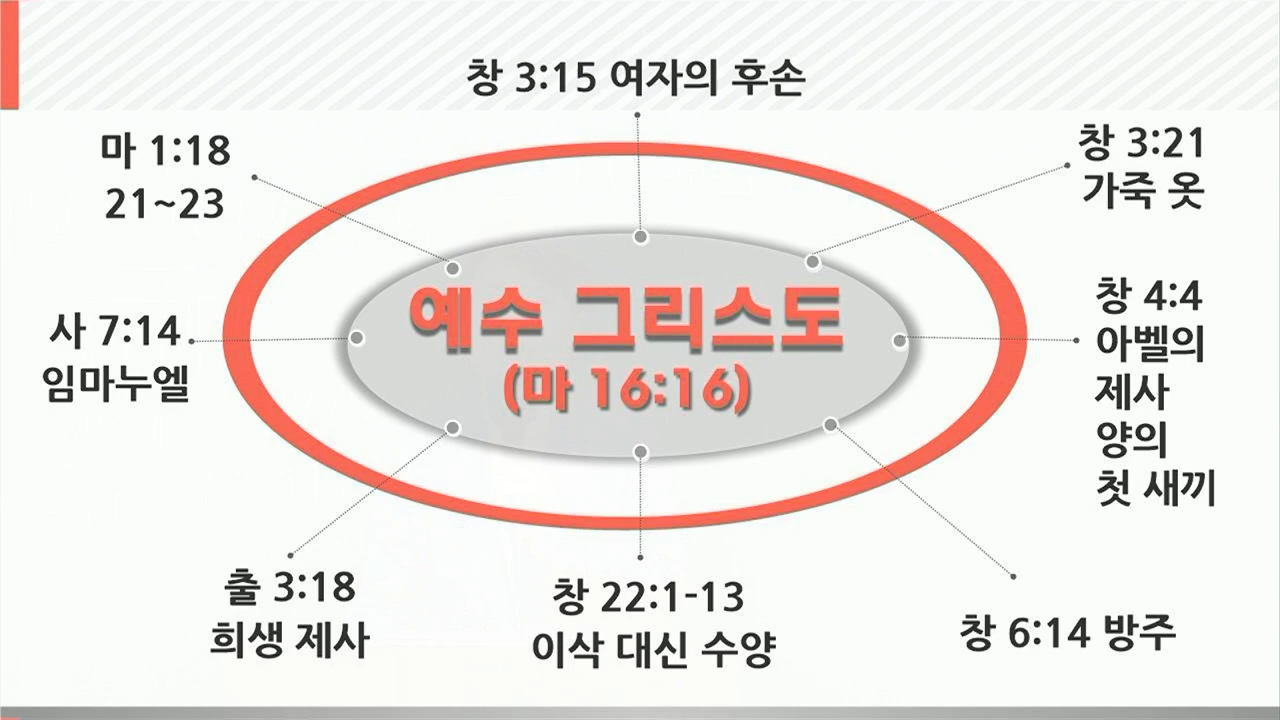 창 3:15 여자의 후손
마 1:18
21~23
창 3:21
가죽 옷
예수 그리스도
(마 16:16)
사 7:14
임마누엘
창 4:4
아벨의
제사
양의
첫 새끼
출 3:18
희생 제사
창 22:1-13
이삭 대신 수양
창 6:14 방주